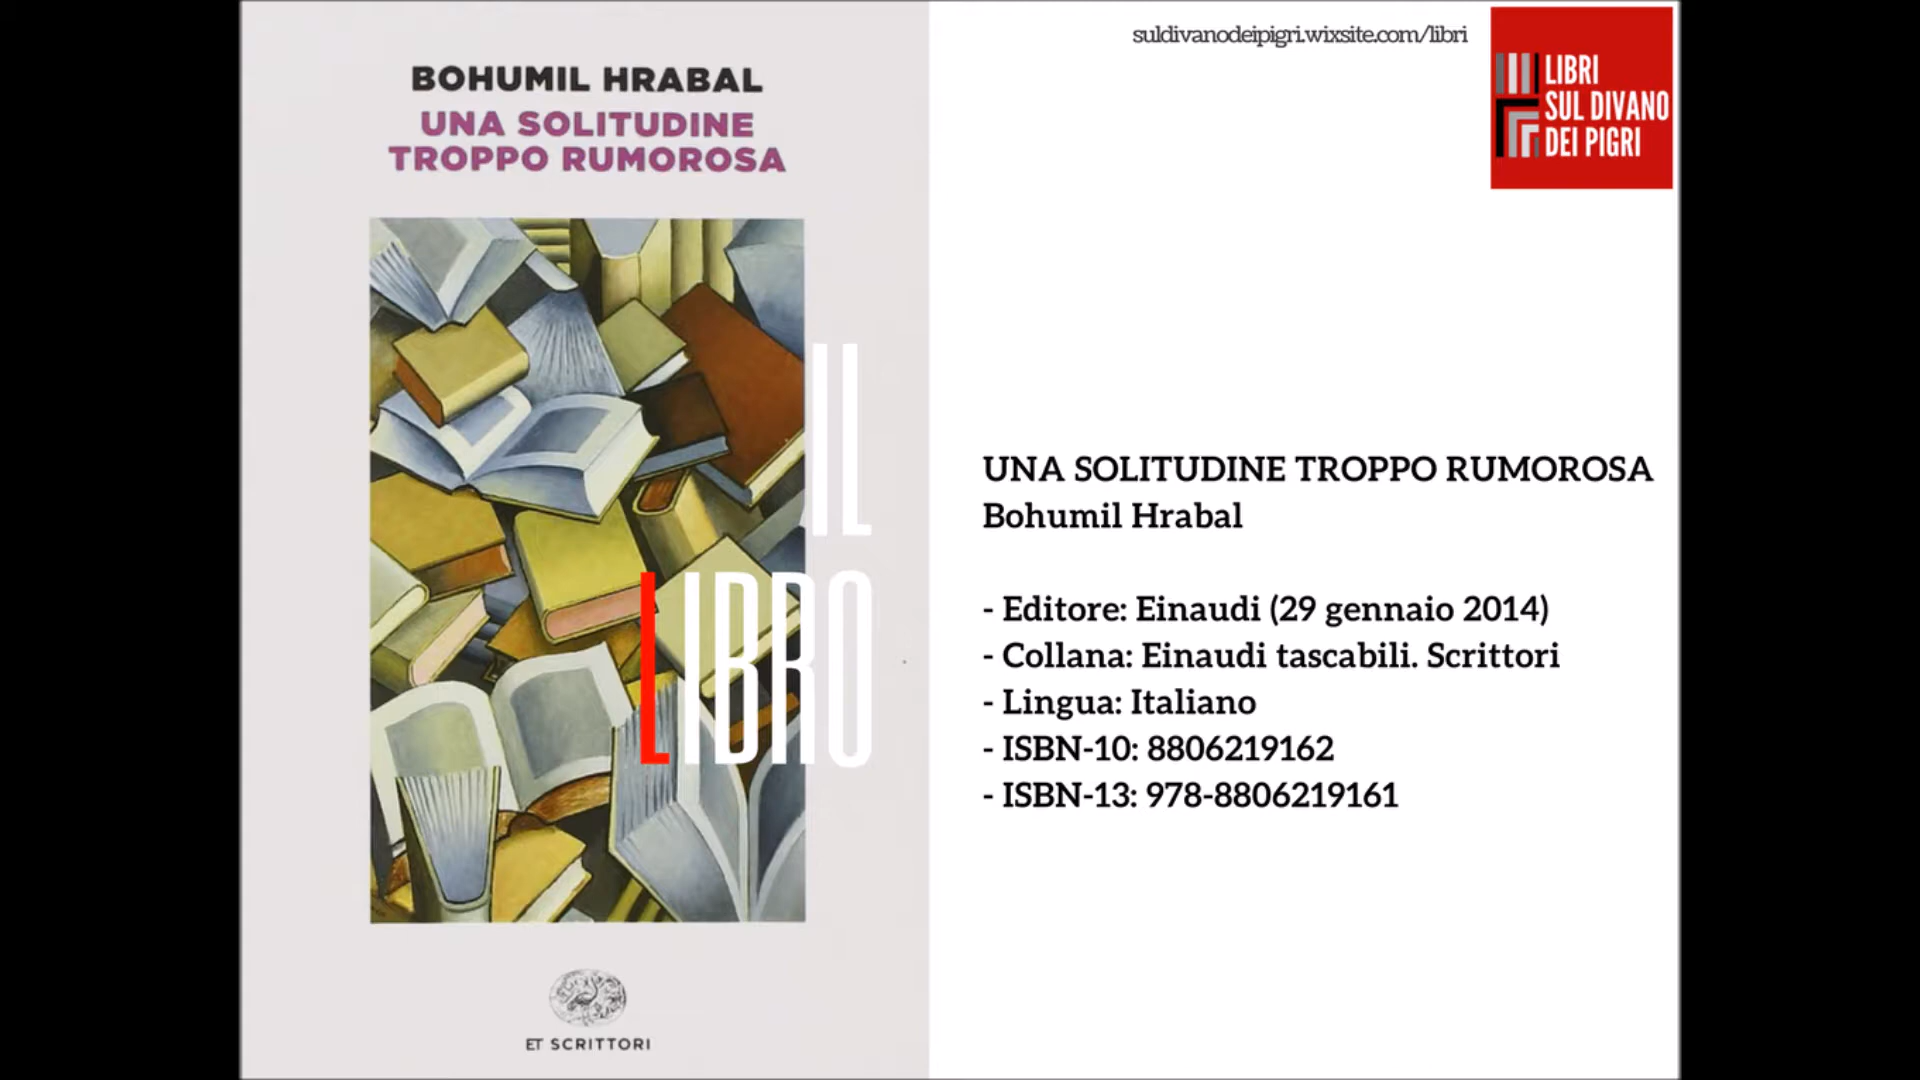 BOHUMIL HRABAL
UNA SOLITUDINE
TROPPO RUMOROSA
IL
LIBRO
ET SCRITTORI
suldivanodeipigri.wixsite.com/libri
LIBRI
SUL DIVANO
DEI PIGRI
UNA SOLITUDINE TROPPO RUMOROSA
Bohumil Hrabal
- Editore: Einaudi (29 gennaio 2014)
- Collana: Einaudi tascabili. Scrittori
- Lingua: Italiano
- ISBN-10: 8806219162
- ISBN-13: 978-8806219161